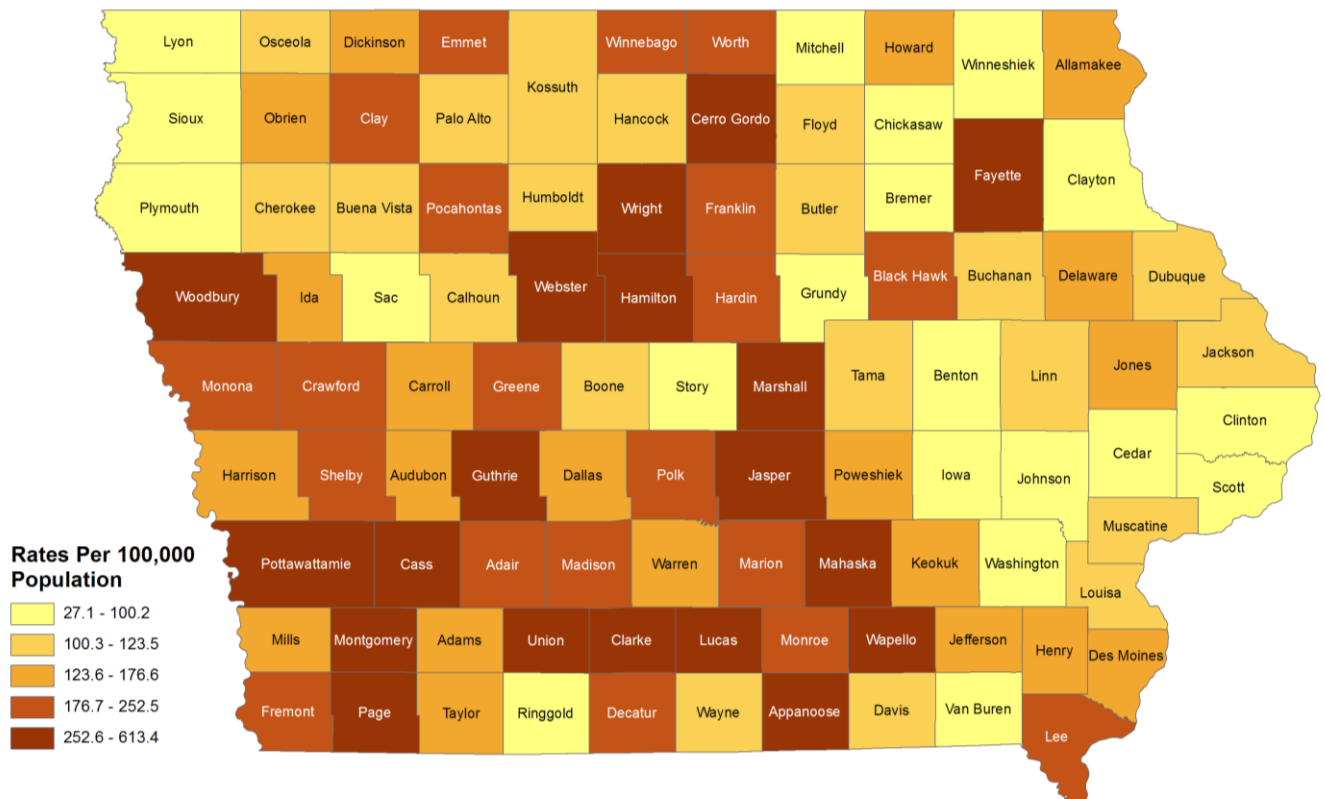 Lyon
Osceola
Dickinson
Emmet
Winnebago
Worth
Mitchell
Howard
Winneshiek
Allamakee
Kossuth
Sioux
Obrien
Clay
Palo Alto
Hancock
Cerro Gordo
Floyd
Chickasaw
Fayette
Clayton
Plymouth
Cherokee
Buena Vista
Pocahontas
Humboldt
Wright
Franklin
Butler
Bremer
Woodbury
Ida
Sac
Calhoun
Webster
Hamilton
Hardin
Grundy
Black Hawk
Buchanan
Delaware
Dubuque
Monona
Crawford
Carroll
Greene
Boone
Story
Marshall
Tama
Benton
Linn
Jones
Jackson
Clinton
Harrison
Shelby
Audubon
Guthrie
Dallas
Polk
Jasper
Poweshiek
Iowa
Johnson
Cedar
Scott
Muscatine
Pottawattamie
Cass
Adair
Madison
Warren
Marion
Mahaska
Keokuk
Washington
Louisa
Mills
Montgomery
Adams
Union
Clarke
Lucas
Monroe
Wapello
Jefferson
Henry
Des Moines
Fremont
Page
Taylor
Ringgold
Decatur
Wayne
Appanoose
Davis
Van Buren
Lee
Rates Per 100,000
Population
27.1 - 100.2
100.3 - 123.5
123.6 - 176.6
176.7 - 252.5
252.6 - 613.4